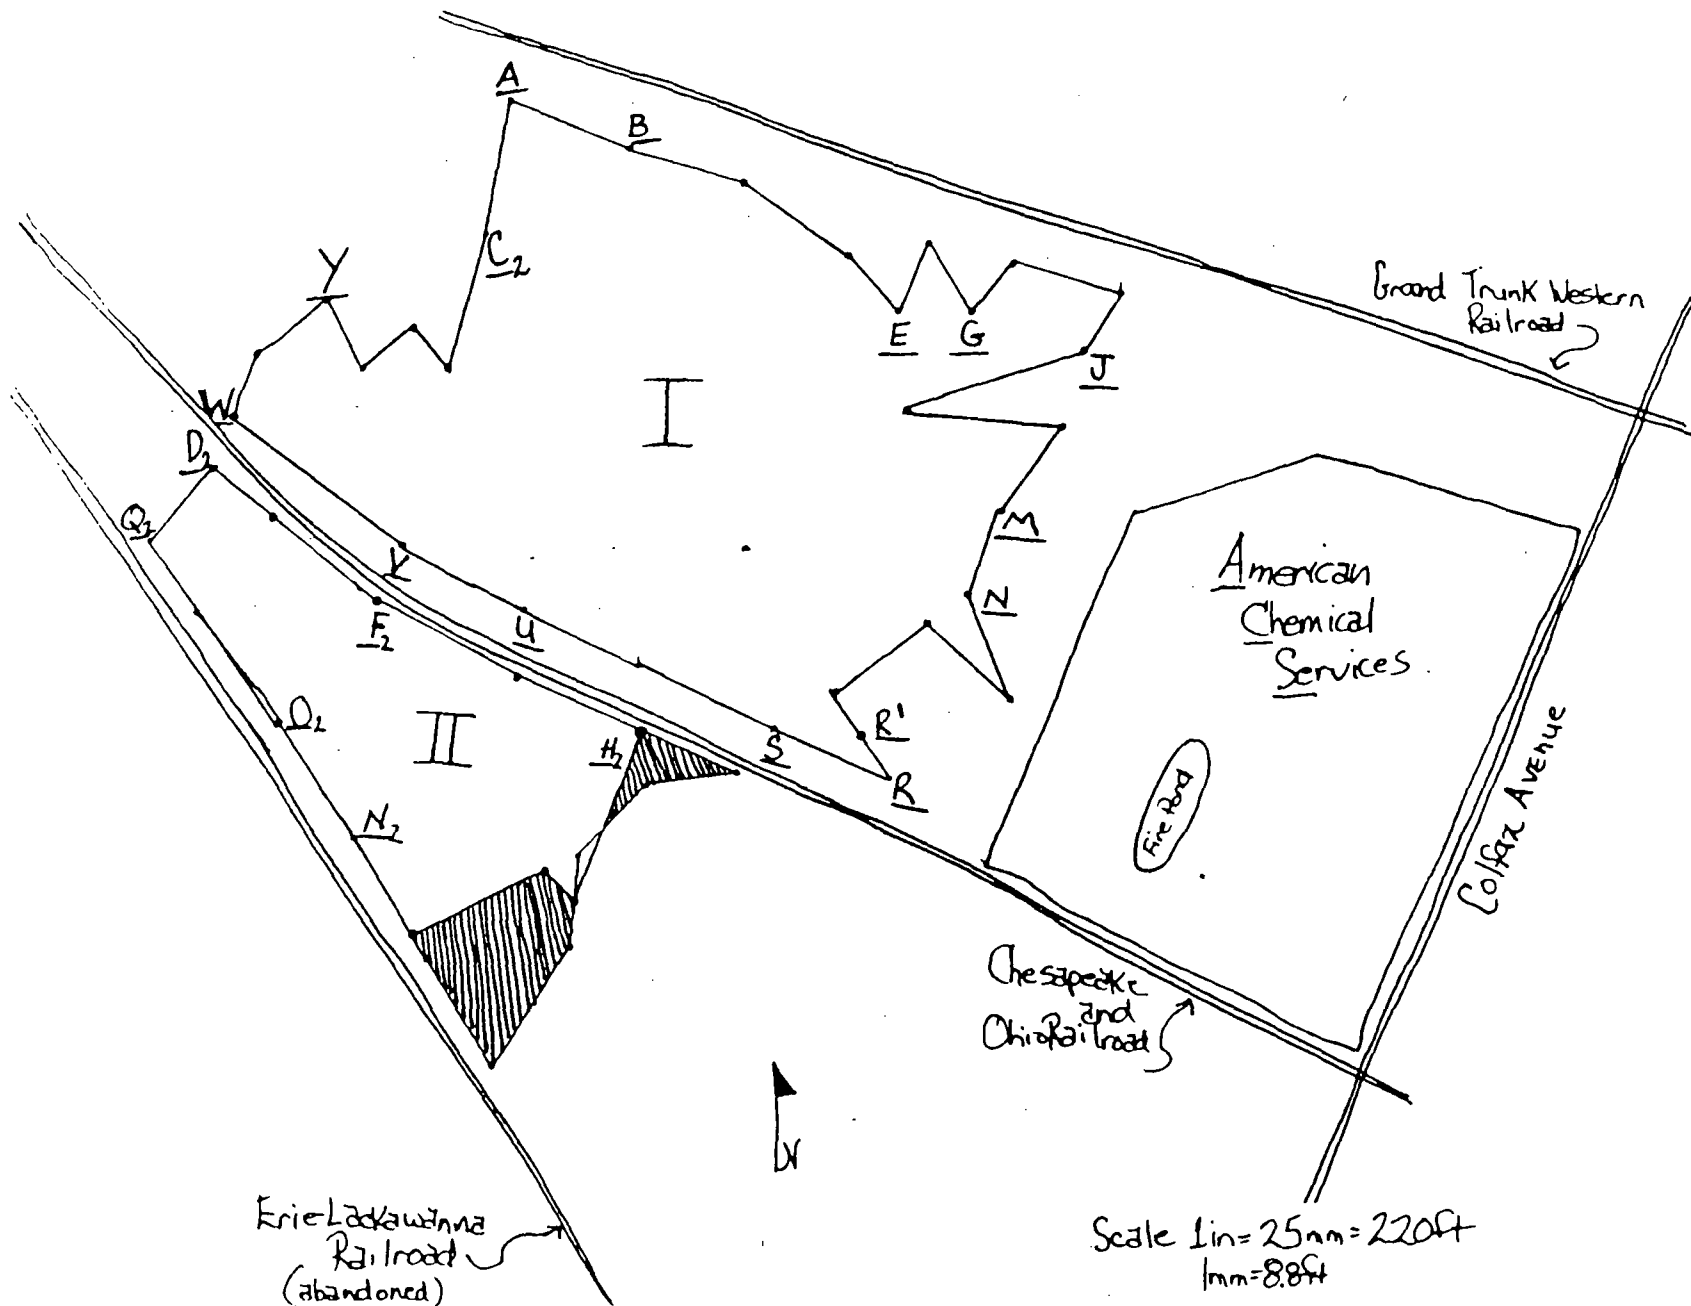 A
B
C2
Y
Ground Trunk Western
Railroad
E
G
J
I
W
D2
Q2
M
American
Chemical
Services.
V
N
F2
U
O2
II
R'
S
H2
R
Fire Pond
N2
Colfax Avenue
Chesapeake
and
Ohio Railroad
N
Erie-Lackawanna
Railroad
(abandoned)
Scale 1in = 25mm = 220ft
1mm = 8.8ft